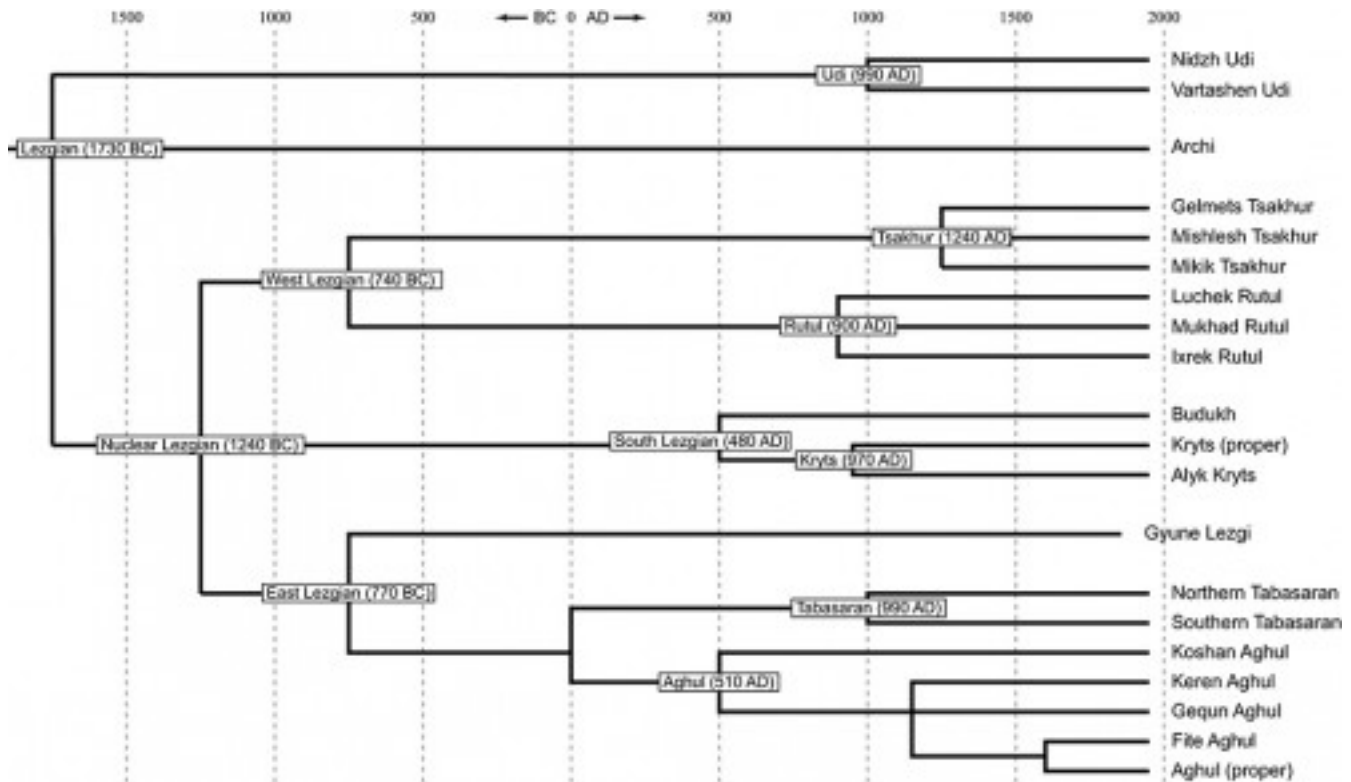 1500 1000 500 BC 0 AD 500 1000 1500 2000
Nidzh Udi
Udi (990 AD)
Vartashen Udi
Lezgian (1730 BC)
Archi
Gelmets Tsakhur
Tsakhur (1240 AD)
Mishlesh Tsakhur
Mikik Tsakhur
West Lezgian (740 BC)
Luchek Rutul
Rutul (900 AD)
Mukhad Rutul
Ixrek Rutul
Budukh
Nuclear Lezgian (1240 BC)
South Lezgian (480 AD)
Kryts (proper)
Kryts (970 AD)
Alyk Kryts
Gyune Lezgi
East Lezgian (770 BC)
Northern Tabasaran
Tabasaran (990 AD)
Southern Tabasaran
Koshan Aghul
Aghul (510 AD)
Keren Aghul
Gequn Aghul
Fite Aghul
Aghul (proper)